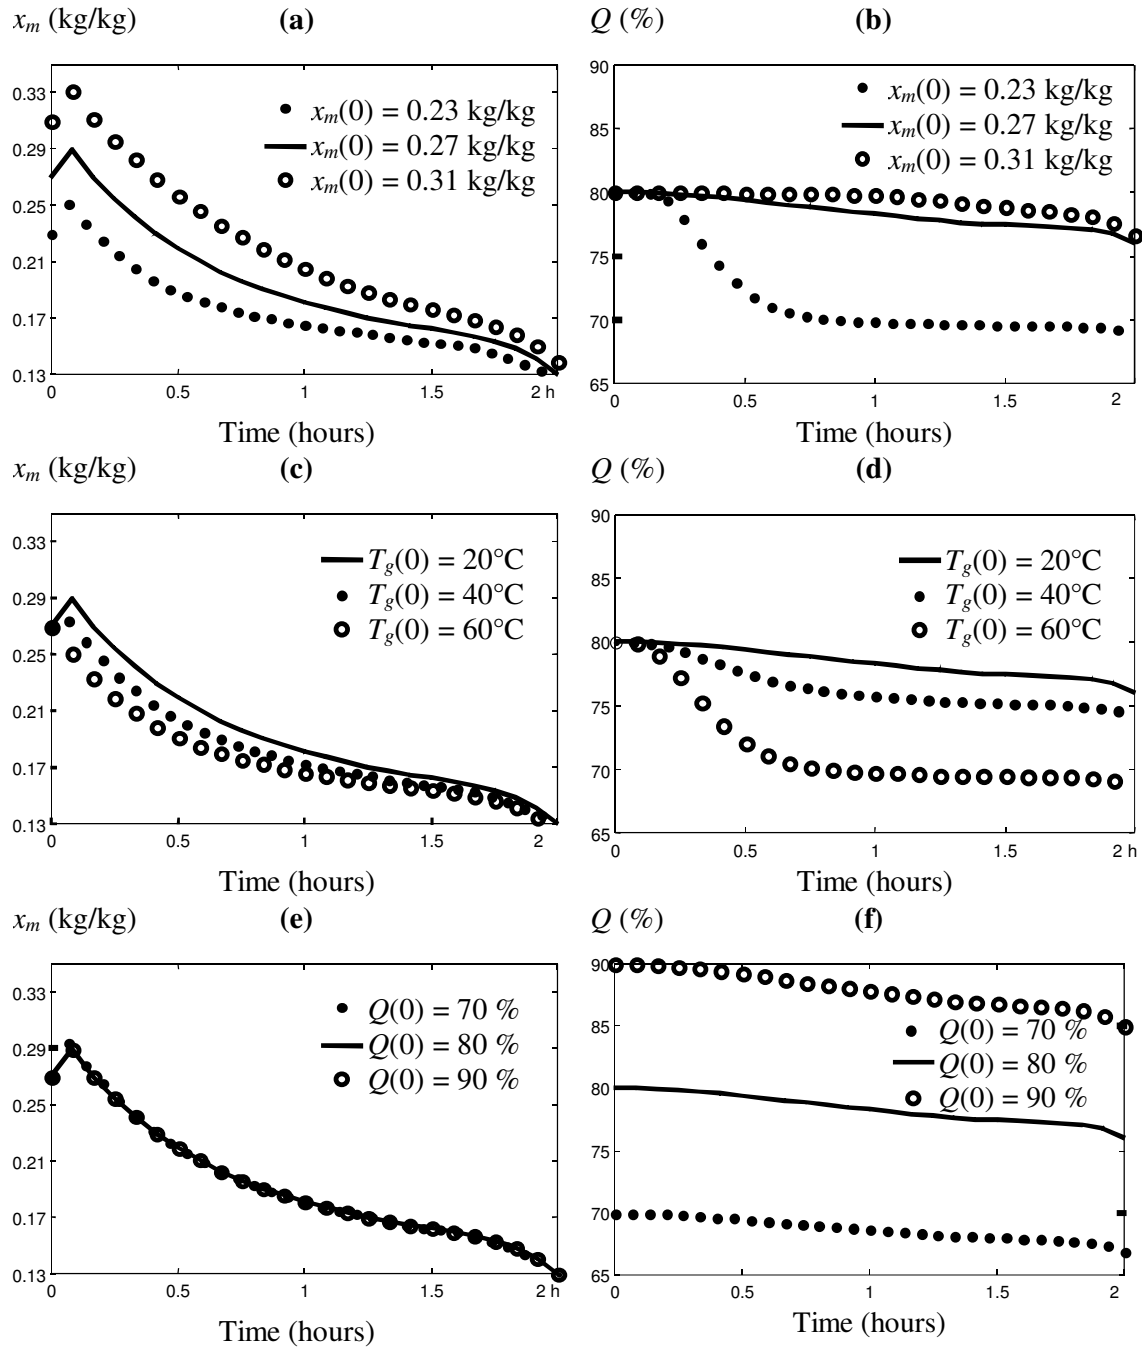 x_m (kg/kg) (a)
0.33
0.29
0.25
0.21
0.17
0.13
x_m(0) = 0.23 kg/kg
x_m(0) = 0.27 kg/kg
x_m(0) = 0.31 kg/kg
0 0.5 1 1.5 2 h
Time (hours)
Q (%) (b)
90
85
80
75
70
65
x_m(0) = 0.23 kg/kg
x_m(0) = 0.27 kg/kg
x_m(0) = 0.31 kg/kg
0 0.5 1 1.5 2
Time (hours)
x_m (kg/kg) (c)
0.33
0.29
0.25
0.21
0.17
0.13
T_g(0) = 20°C
T_g(0) = 40°C
T_g(0) = 60°C
0 0.5 1 1.5 2 h
Time (hours)
Q (%) (d)
90
85
80
75
70
65
T_g(0) = 20°C
T_g(0) = 40°C
T_g(0) = 60°C
0 0.5 1 1.5 2 h
Time (hours)
x_m (kg/kg) (e)
0.33
0.29
0.25
0.21
0.17
0.13
Q(0) = 70 %
Q(0) = 80 %
Q(0) = 90 %
0 0.5 1 1.5 2 h
Time (hours)
Q (%) (f)
90
85
80
75
70
65
Q(0) = 70 %
Q(0) = 80 %
Q(0) = 90 %
0 0.5 1 1.5 2
Time (hours)